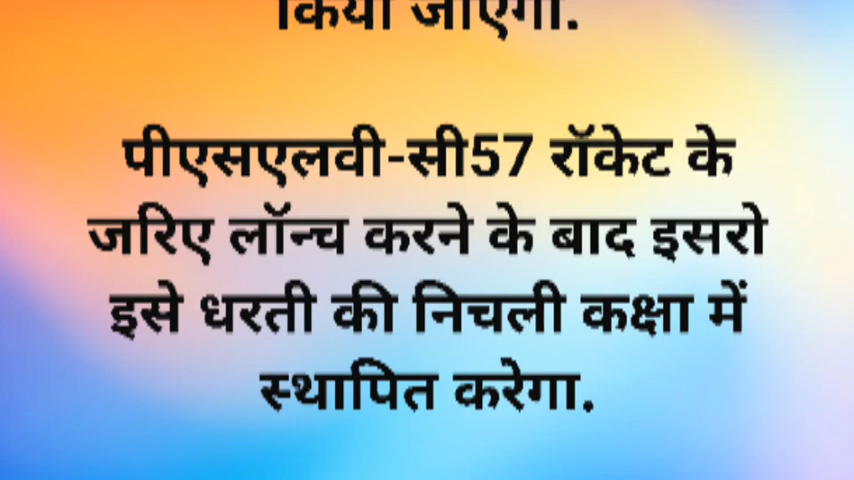 किया जाएगा.
पीएसएलवी-सी57 रॉकेट के
जरिए लॉन्च करने के बाद इसरो
इसे धरती की निचली कक्षा में
स्थापित करेगा.